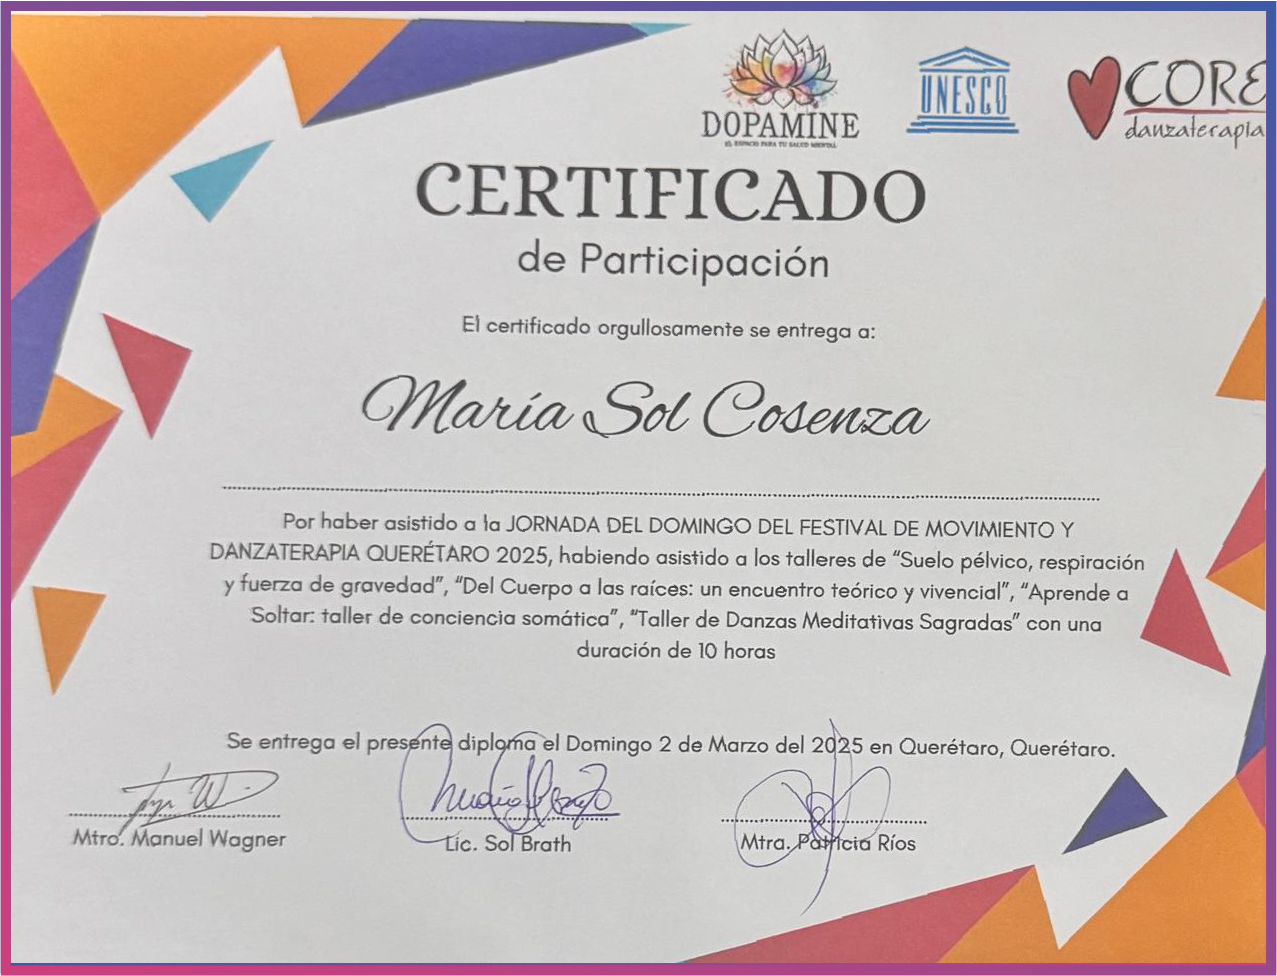 DOPAMINE
EL ESPACIO PARA TU SALUD MENTAL
UNESCO
CORE
danzaterapia
CERTIFICADO
de Participación
El certificado orgullosamente se entrega a:
María Sol Cosenza
Por haber asistido a la JORNADA DEL DOMINGO DEL FESTIVAL DE MOVIMIENTO Y
DANZATERAPIA QUERÉTARO 2025, habiendo asistido a los talleres de “Suelo pélvico, respiración
y fuerza de gravedad”, “Del Cuerpo a las raíces: un encuentro teórico y vivencial”, “Aprende a
Soltar: taller de conciencia somática”, “Taller de Danzas Meditativas Sagradas” con una
duración de 10 horas
Se entrega el presente diploma el Domingo 2 de Marzo del 2025 en Querétaro, Querétaro.
Mtro. Manuel Wagner
Lic. Sol Brath
Mtra. Patricia Ríos